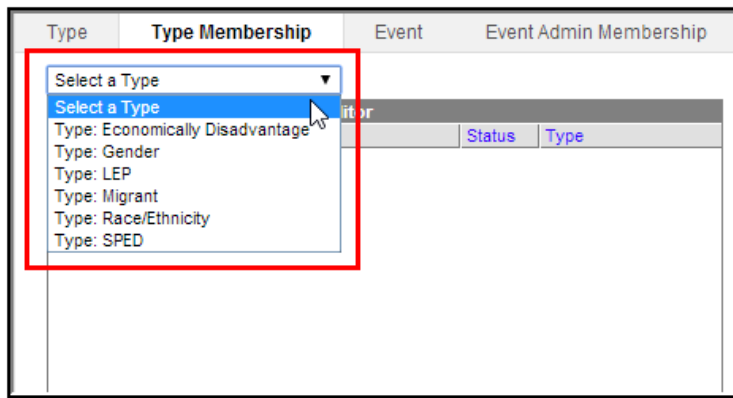 Type Type Membership Event Event Admin Membership
Select a Type
Select a Type
Type: Economically Disadvantage
Status Type
Type: Gender
Type: LEP
Type: Migrant
Type: Race/Ethnicity
Type: SPED